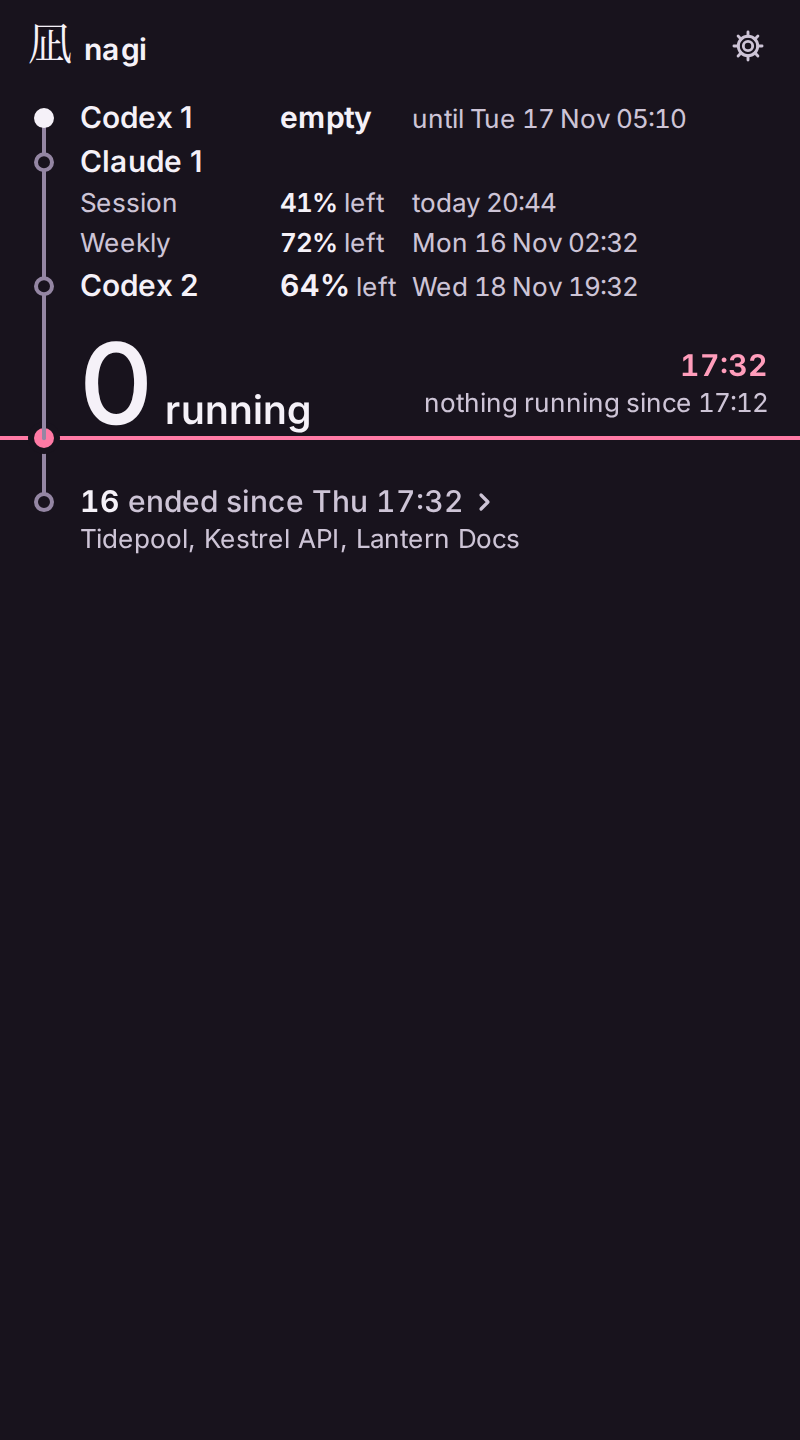 凪 nagi
Codex 1 empty until Tue 17 Nov 05:10
Claude 1
Session 41% left today 20:44
Weekly 72% left Mon 16 Nov 02:32
Codex 2 64% left Wed 18 Nov 19:32
17:32
0 running nothing running since 17:12
16 ended since Thu 17:32 >
Tidepool, Kestrel API, Lantern Docs